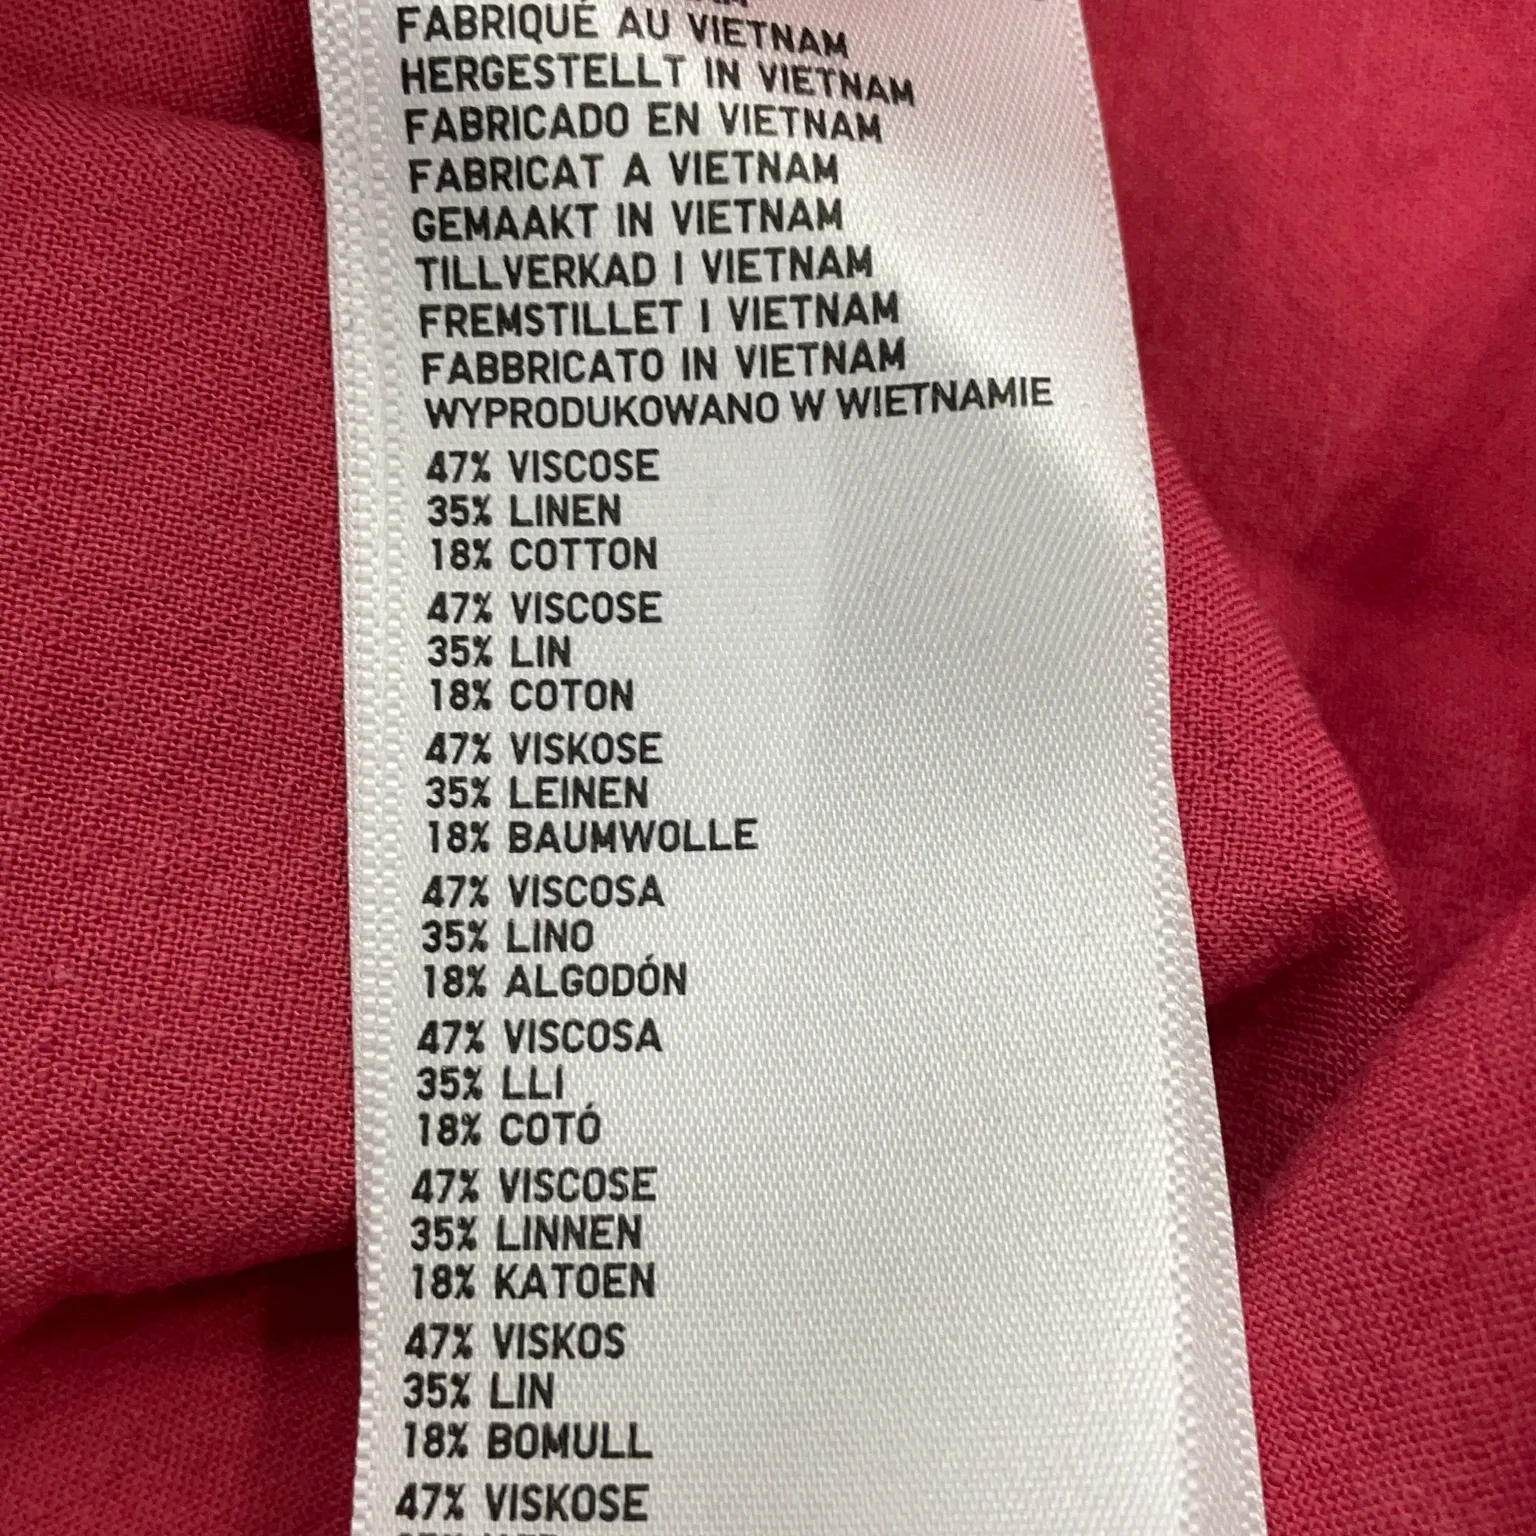 FABRIQUÉ AU VIETNAM
HERGESTELLT IN VIETNAM
FABRICADO EN VIETNAM
FABRICAT A VIETNAM
GEMAAKT IN VIETNAM
TILLVERKAD I VIETNAM
FREMSTILLET I VIETNAM
FABBRICATO IN VIETNAM
WYPRODUKOWANO W WIETNAMIE
47% VISCOSE
35% LINEN
18% COTTON
47% VISCOSE
35% LIN
18% COTON
47% VISKOSE
35% LEINEN
18% BAUMWOLLE
47% VISCOSA
35% LINO
18% ALGODÓN
47% VISCOSA
35% LLI
18% COTÓ
47% VISCOSE
35% LINNEN
18% KATOEN
47% VISKOS
35% LIN
18% BOMULL
47% VISKOSE